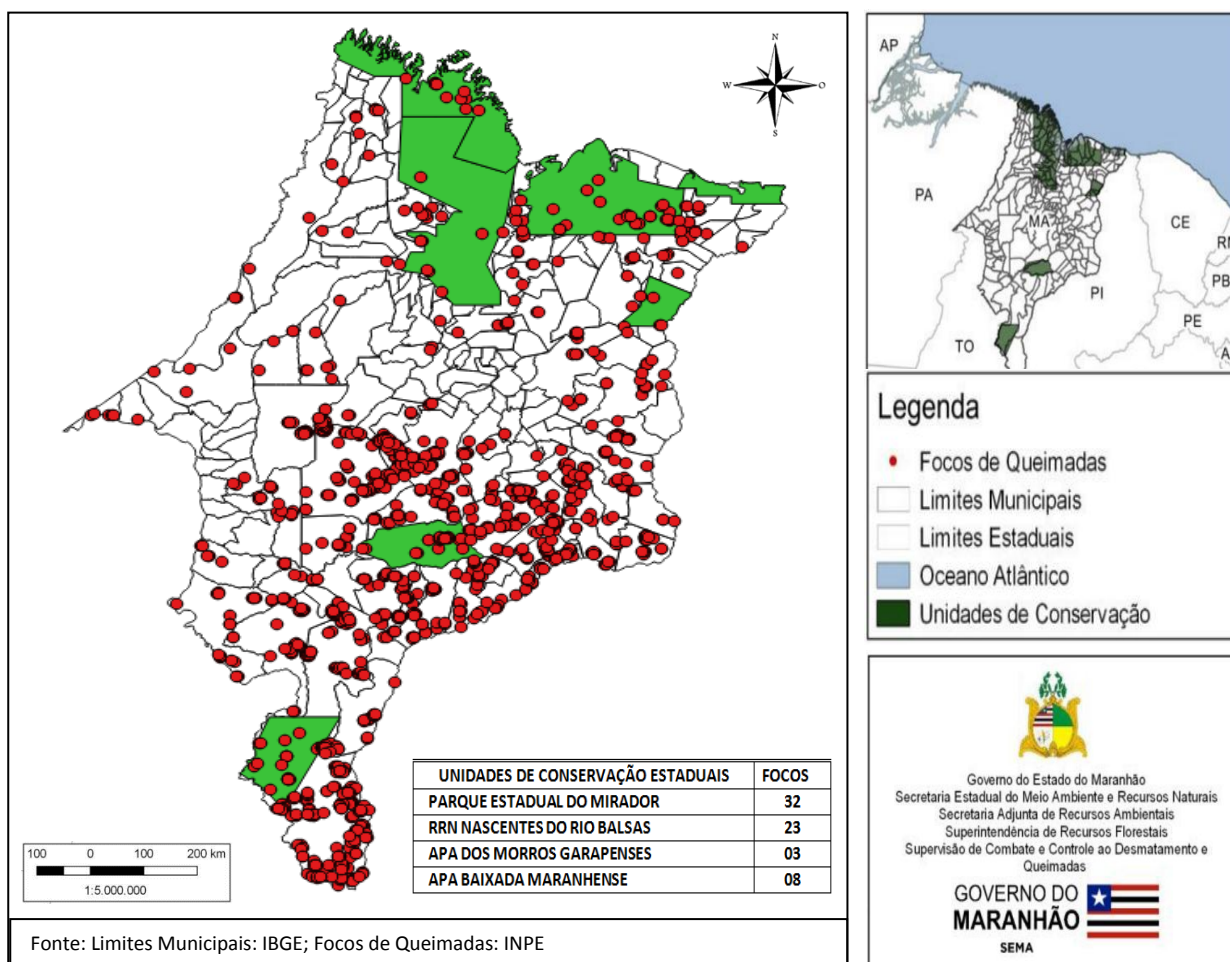 N
W
O
S
UNIDADES DE CONSERVAÇÃO ESTADUAIS FOCOS
PARQUE ESTADUAL DO MIRADOR 32
RRN NASCENTES DO RIO BALSAS 23
APA DOS MORROS GARAPENSES 03
APA BAIXADA MARANHENSE 08
100 0 100 200 km
1:5.000.000
Fonte: Limites Municipais: IBGE; Focos de Queimadas: INPE
AP
PA
MA
CE
RN
PB
PI
PE
TO
A
Legenda
Focos de Queimadas
Limites Municipais
Limites Estaduais
Oceano Atlântico
Unidades de Conservação
Governo do Estado do Maranhão
Secretaria Estadual do Meio Ambiente e Recursos Naturais
Secretaria Adjunta de Recursos Ambientais
Superintendência de Recursos Florestais
Supervisão de Combate e Controle ao Desmatamento e
Queimadas
GOVERNO DO
MARANHÃO
SEMA